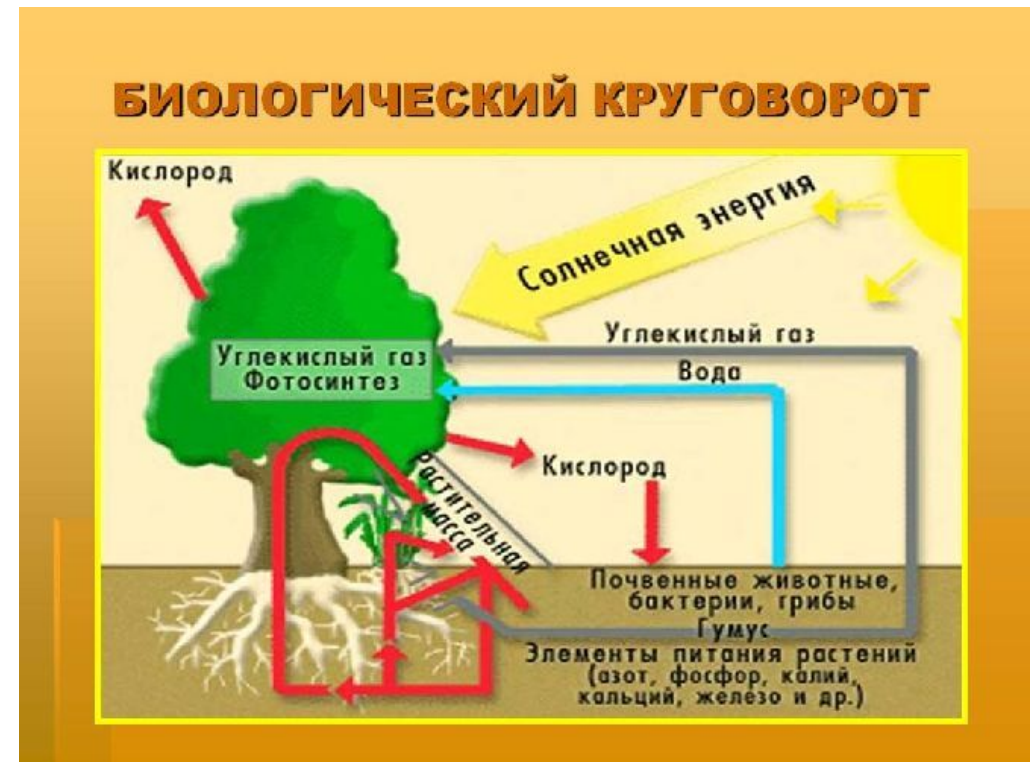 БИОЛОГИЧЕСКИЙ КРУГОВОРОТ
Кислород
Солнечная энергия
Углекислый газ
Углекислый газ
Фотосинтез
Вода
Кислород
Растительная
масса
Почвенные животные,
бактерии, грибы
Гумус
Элементы питания растений
(азот, фосфор, калий,
кальций, железо и др.)